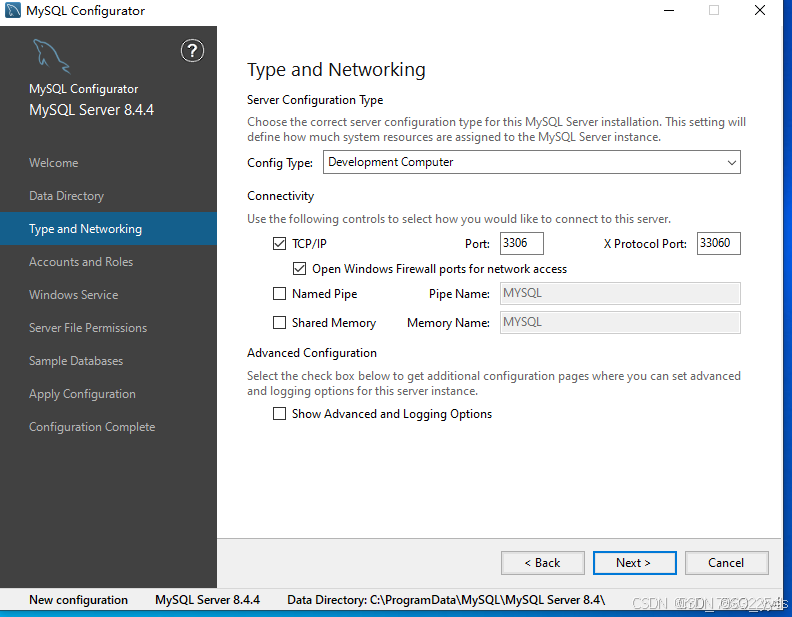 MySQL Configurator
?
MySQL Configurator
MySQL Server 8.4.4
Welcome
Data Directory
Type and Networking
Accounts and Roles
Windows Service
Server File Permissions
Sample Databases
Apply Configuration
Configuration Complete
Type and Networking
Server Configuration Type
Choose the correct server configuration type for this MySQL Server installation. This setting will
define how much system resources are assigned to the MySQL Server instance.
Config Type: Development Computer
Connectivity
Use the following controls to select how you would like to connect to this server.
TCP/IP Port: 3306 X Protocol Port: 33060
Open Windows Firewall ports for network access
Named Pipe Pipe Name: MYSQL
Shared Memory Memory Name: MYSQL
Advanced Configuration
Select the check box below to get additional configuration pages where you can set advanced
and logging options for this server instance.
Show Advanced and Logging Options
< Back Next > Cancel
New configuration MySQL Server 8.4.4 Data Directory: C:\ProgramData\MySQL\MySQL Server 8.4\
CSDN